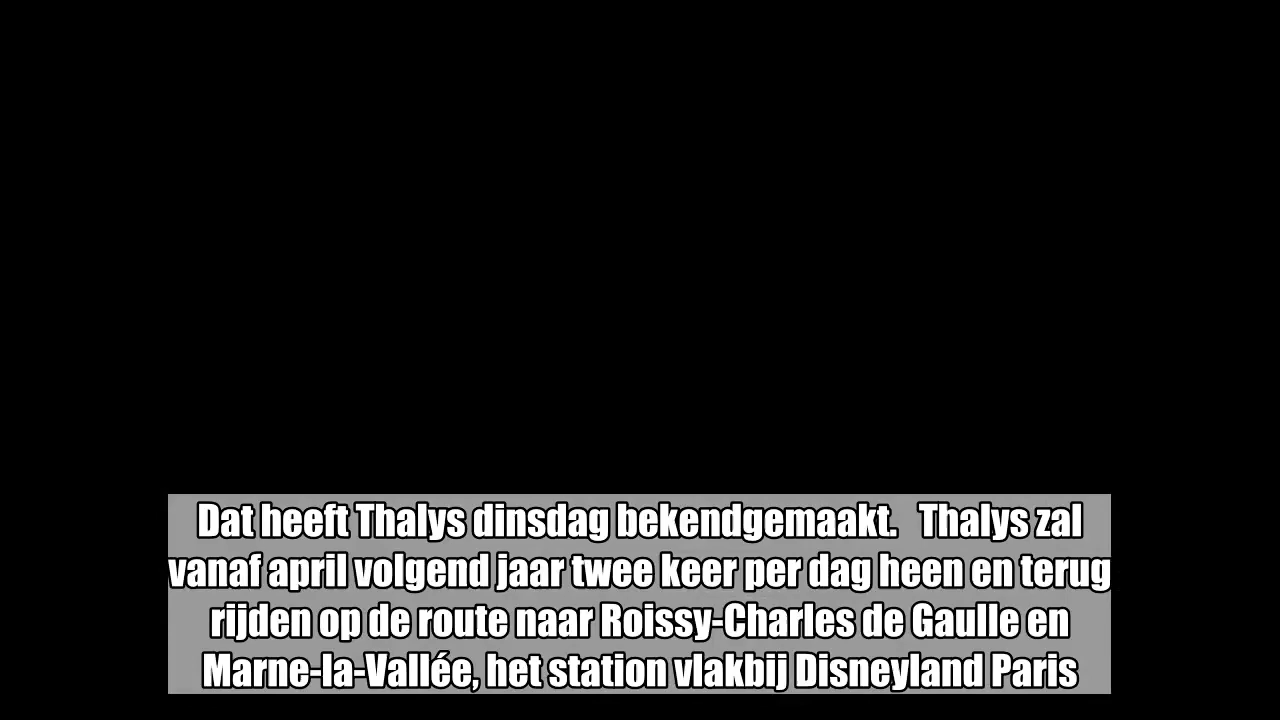 Dat heeft Thalys dinsdag bekendgemaakt.   Thalys zal
vanaf april volgend jaar twee keer per dag heen en terug
rijden op de route naar Roissy-Charles de Gaulle en
Marne-la-Vallée, het station vlakbij Disneyland Paris